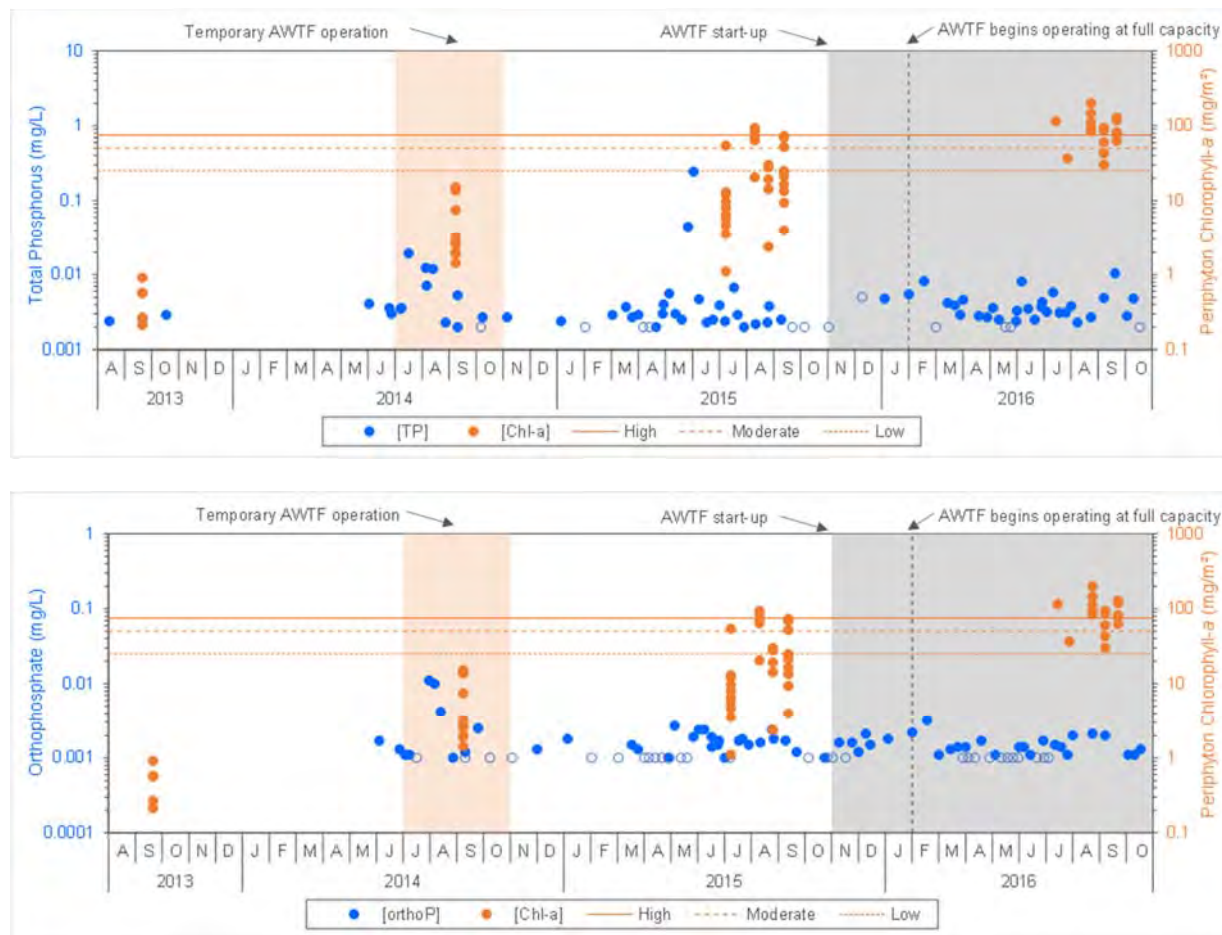 Temporary AWTF operation AWTF start-up AWTF begins operating at full capacity
Total Phosphorus (mg/L)
10
1
0.1
0.01
0.001
Periphyton Chlorophyll-a (mg/m²)
1000
100
10
1
0.1
A S O N D J F M A M J J A S O N D J F M A M J J A S O N D J F M A M J J A S O
2013 2014 2015 2016
[TP] [Chl-a] High Moderate Low
Temporary AWTF operation AWTF start-up AWTF begins operating at full capacity
Orthophosphate (mg/L)
1
0.1
0.01
0.001
0.0001
Periphyton Chlorophyll-a (mg/m²)
1000
100
10
1
0.1
A S O N D J F M A M J J A S O N D J F M A M J J A S O N D J F M A M J J A S O
2013 2014 2015 2016
[orthoP] [Chl-a] High Moderate Low